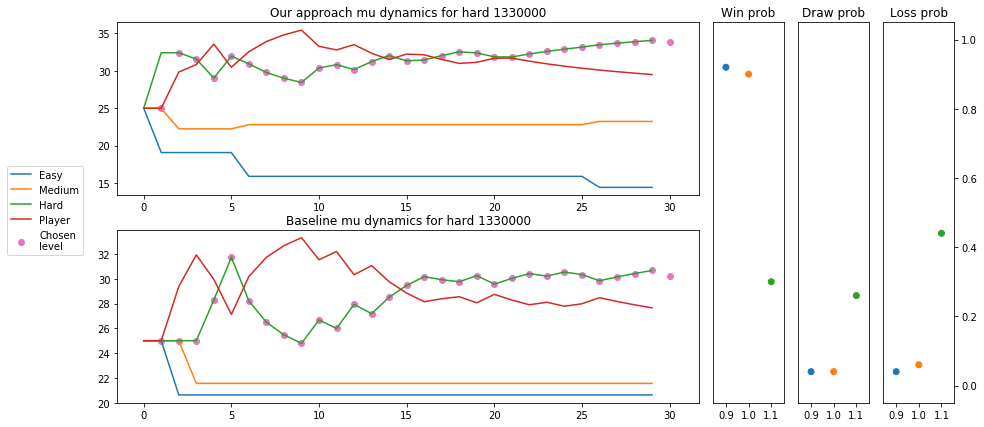 Our approach mu dynamics for hard 1330000
35
30
25
20
15
0 5 10 15 20 25 30
Easy
Medium
Hard
Player
Chosen
level
Baseline mu dynamics for hard 1330000
32
30
28
26
24
22
20
0 5 10 15 20 25 30
Win prob
0.9 1.0 1.1
Draw prob
0.9 1.0 1.1
Loss prob
1.0
0.8
0.6
0.4
0.2
0.0
0.9 1.0 1.1